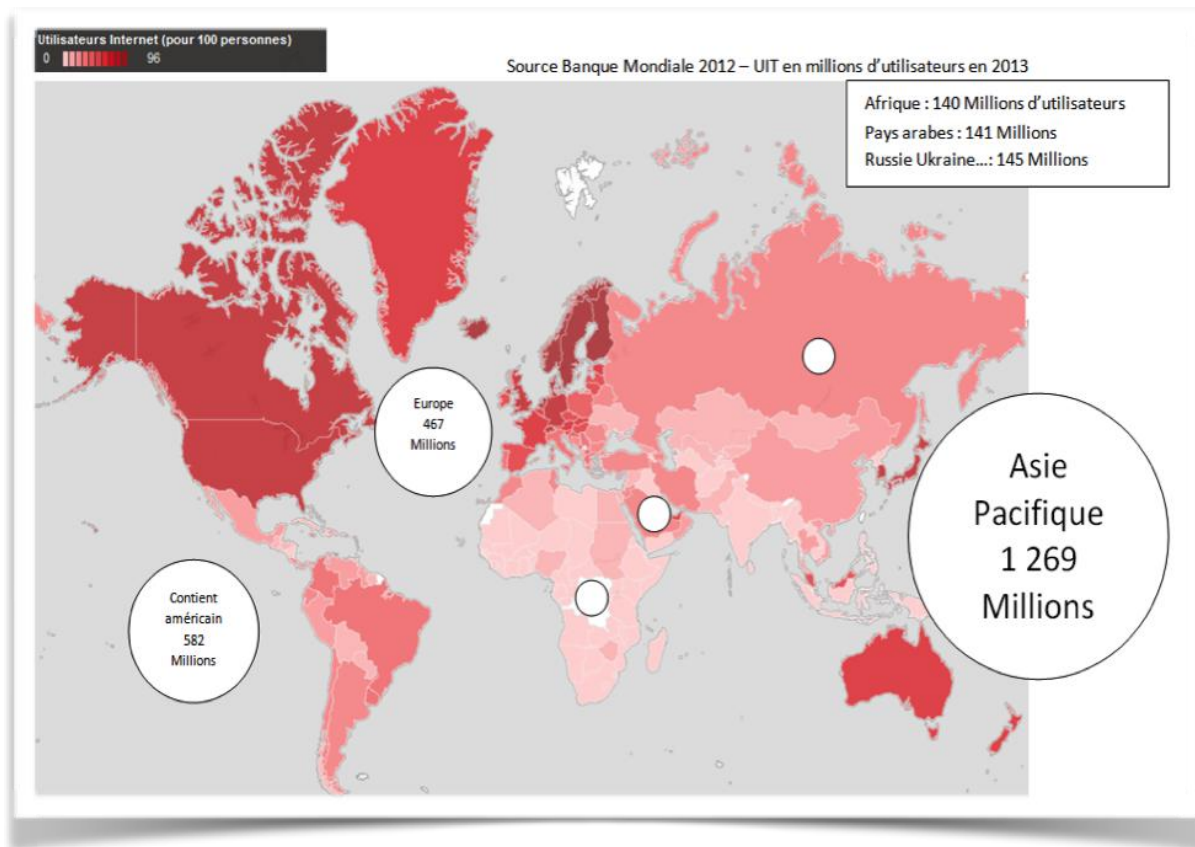 Utilisateurs Internet (pour 100 personnes)
0 96
Source Banque Mondiale 2012 – UIT en millions d'utilisateurs en 2013
Afrique : 140 Millions d'utilisateurs
Pays arabes : 141 Millions
Russie Ukraine...: 145 Millions
Europe
467
Millions
Asie
Pacifique
1 269
Millions
Contient
américain
582
Millions